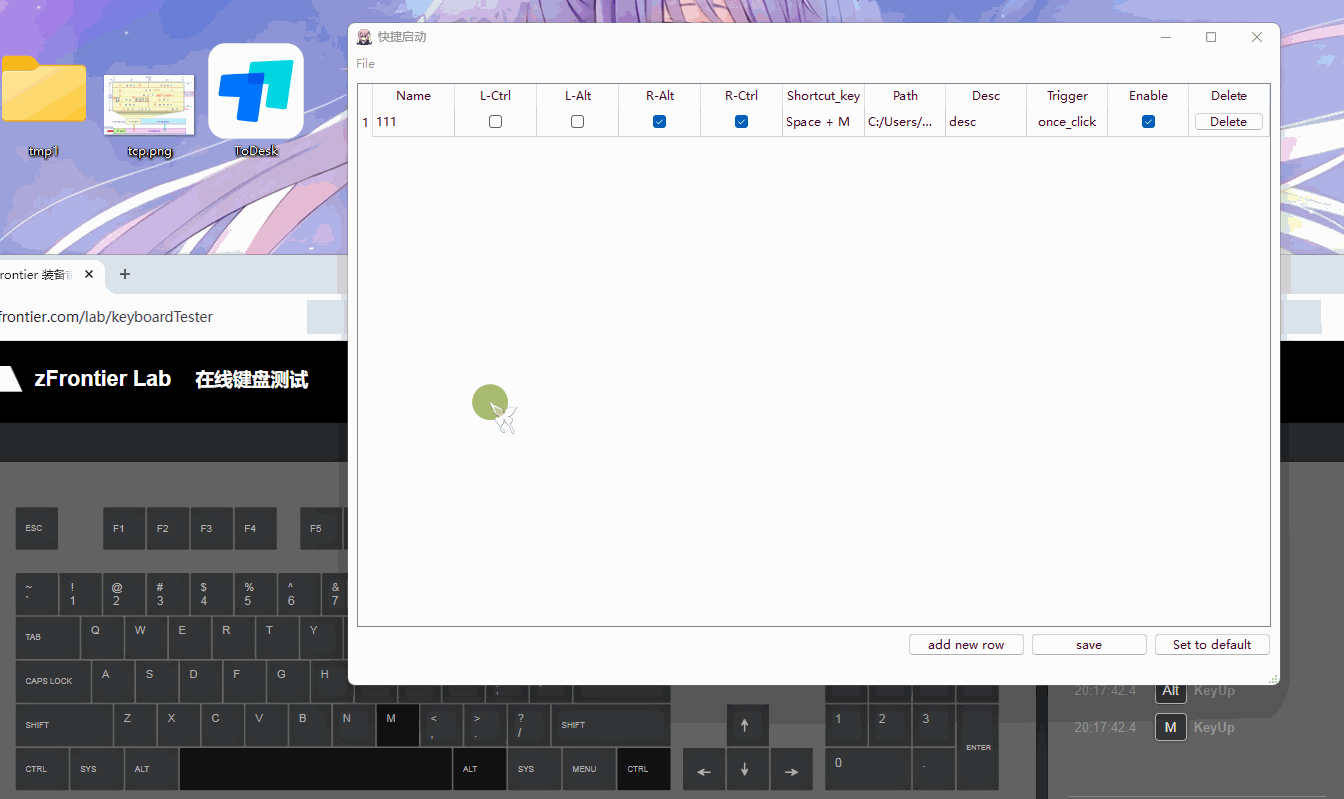 快捷启动
File
Name L-Ctrl L-Alt R-Alt R-Ctrl Shortcut_key Path Desc Trigger Enable Delete
1 111 Space + M C:/Users/... desc once_click Delete
add new row save Set to default
tmp1 tcp.png ToDesk
rontier 装备
frontier.com/lab/keyboardTester
zFrontier Lab 在线键盘测试
ESC F1 F2 F3 F4 F5
~ ! @ # $ % ^ &
` 1 2 3 4 5 6 7
TAB Q W E R T Y
CAPS LOCK A S D F G H
;
SHIFT Z X C V B N M < > ? SHIFT ↑ 1 2 3
, . /
ENTER
CTRL SYS ALT ALT SYS MENU CTRL ← ↓ → 0 .
20:17:42.4 Alt KeyUp
20:17:42.4 M KeyUp